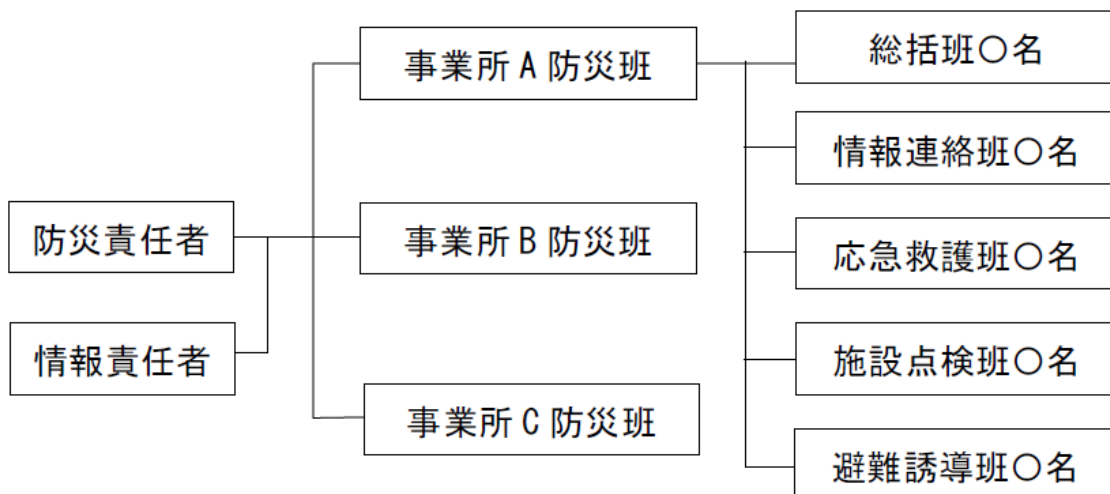 防災責任者
情報責任者
事業所A防災班
事業所B防災班
事業所C防災班
総括班〇名
情報連絡班〇名
応急救護班〇名
施設点検班〇名
避難誘導班〇名